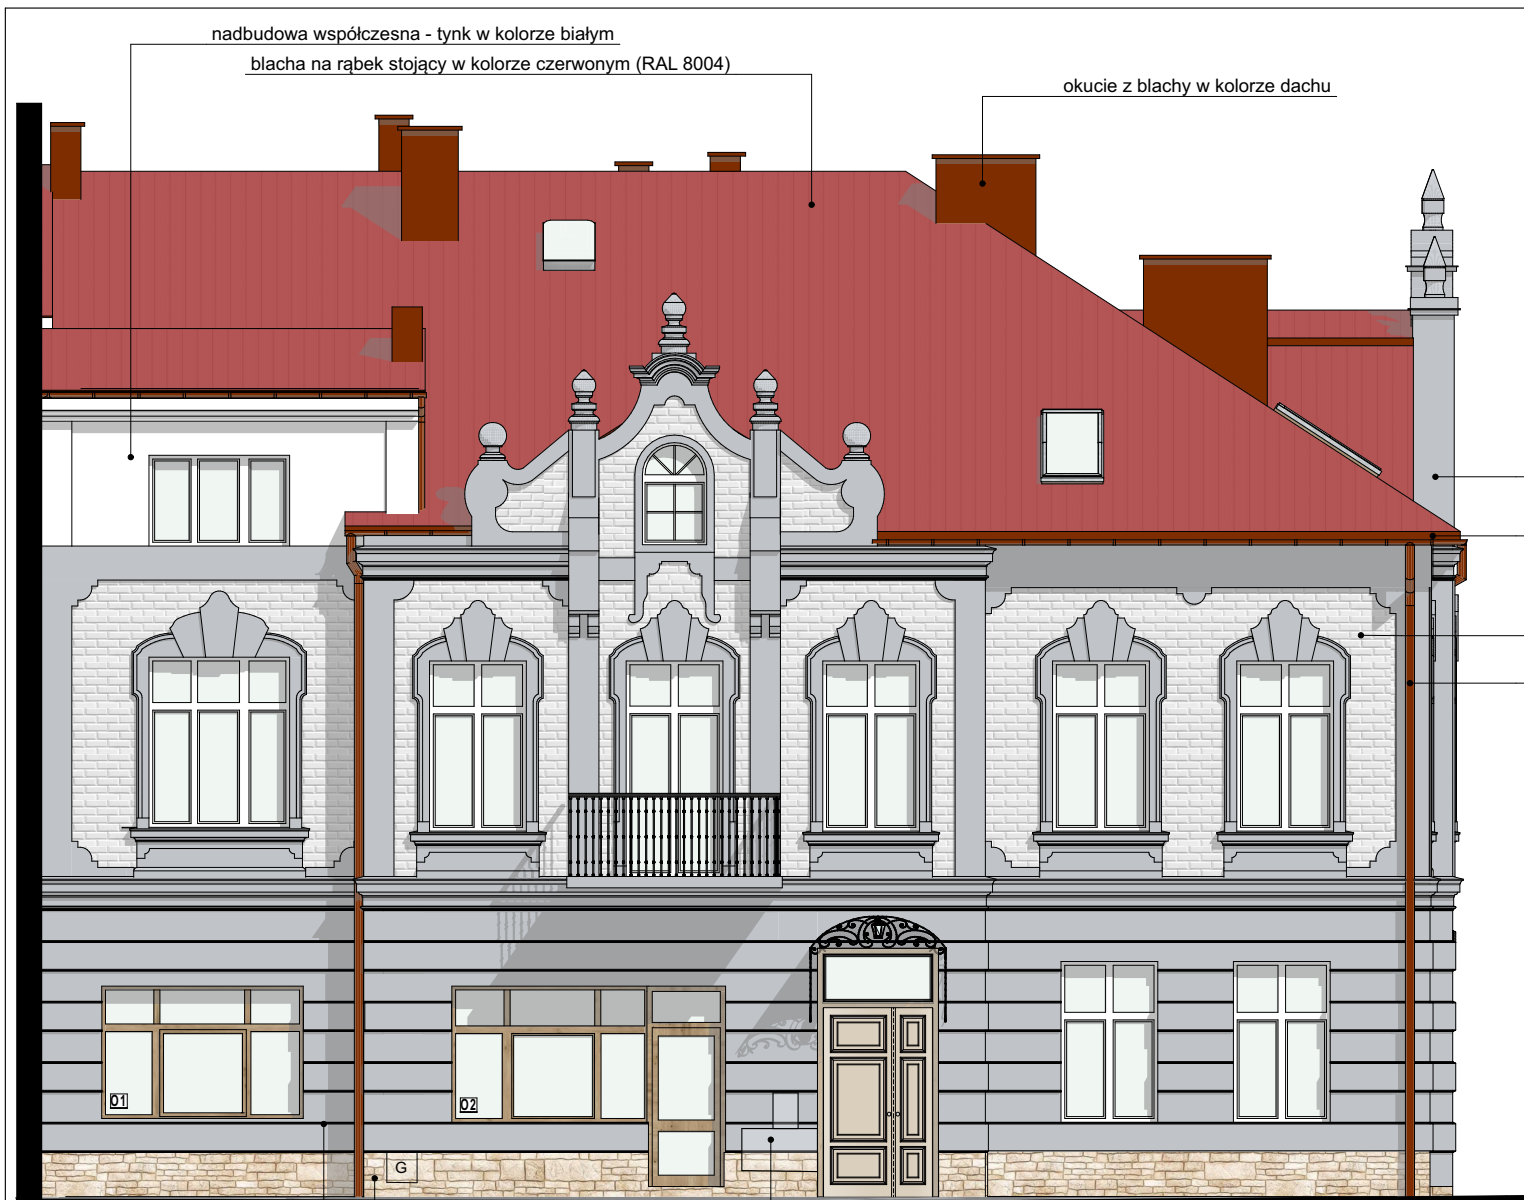 nadbudowa współczesna - tynk w kolorze białym
blacha na rąbek stojący w kolorze czerwonym (RAL 8004)
okucie z blachy w kolorze dachu
01
02
G